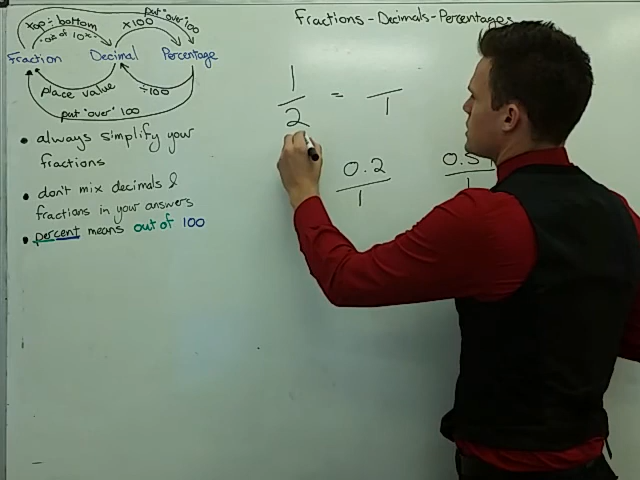 Fractions - Decimals - Percentages
put "over" 100
top ÷ bottom
x100
"out of 10x"
Fraction Decimal Percentage
place value ÷100
put "over" 100
• always simplify your
fractions
• don't mix decimals &
fractions in your answers
• percent means out of 100
1
2
=
1
0.2
1
0.5
1